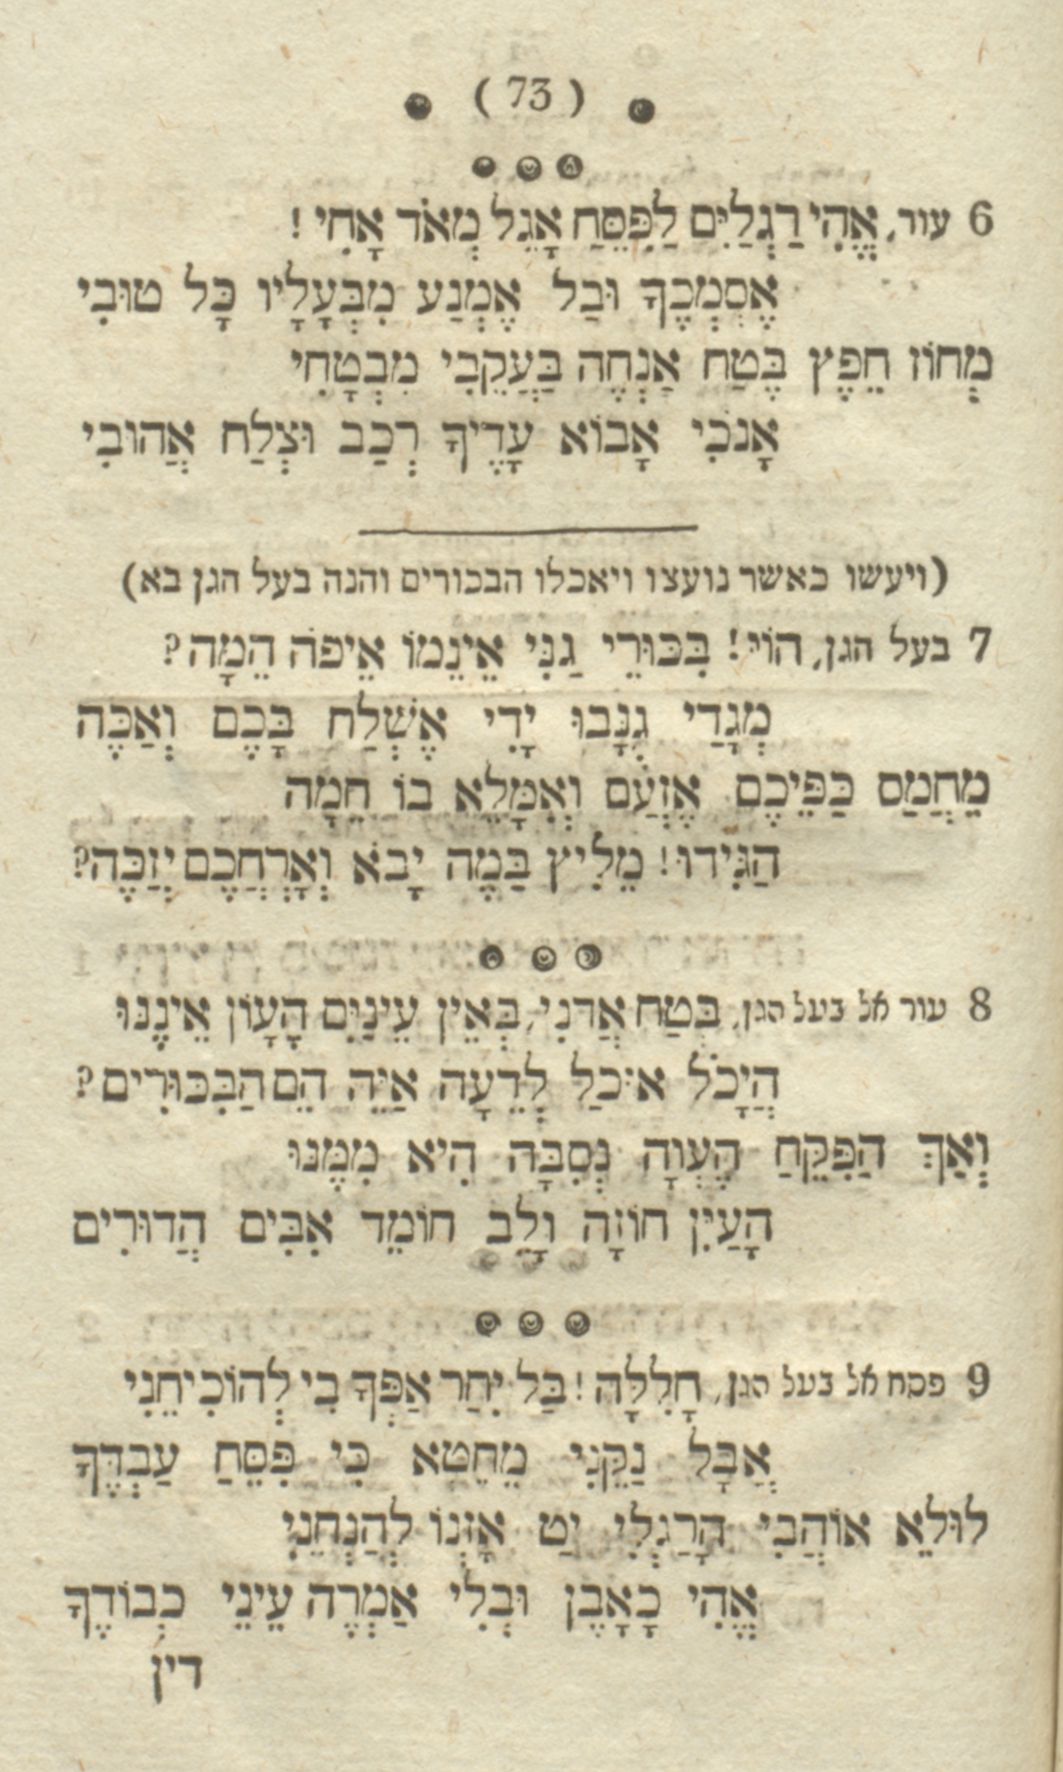 ( 73 )
6 עור, אֱהִי רַגְלַיִם לַפִּסֵּחַ אָגֵל מְאֹד אָחִי !
אֶסְמְכֶךָ וּבַל אֶמְנַע מִבְּעָלָיו כָּל טוּבִי
מְחוֹז חֵפֶץ בֶּטַח אַנְחֶה בַּעֲקֵבִי מִבְטָחִי
אָנֹכִי אָבוֹא עָדֶיךָ רְכַב וּצְלַח אֲהוּבִי
(ויעשו כאשר נועצו ויאכלו הבכורים והנה בעל הגן בא)
7 בעל הגן, הוֹי! בִּכּוּרֵי גַנִּי אֵינֵמוֹ אֵיפֹה הֵמָה?
מְגָדַי גֻנָּבוּ יָדִי אֶשְׁלַח בָּכֶם וְאַכֶּה
מֵחֲמַס כַּפֵּיכֶם אֶזְעַם וְאִמָּלֵא בוֹ חֵמָה
הַגִּידוּ! מֵלִיץ בַּמֶּה יָבֹא וְאָרְחֲכֶם יְזַכֶּה?
8 עור אל בעל הגן, בְּטַח אֲדֹנִי, בְּאֵין עֵינַיִם הָעָוֹן אֵינֶנּוּ
הֲיָכֹל אוּכַל לְדֵעָה אַיֵּה הֵם הַבִּכּוּרִים?
וְאַךְ הַפִּקֵּחַ הֶעְוָה נְסִבָּה הִיא מִמֶּנּוּ
הָעַיִן חוֹזָה וְלֵב חוֹמֵד אִבִּים הֲדוּרִים
9 פסח אל בעל הגן, חָלִלָּה! בַּל יִחַר אַפְּךָ בִי לְהוֹכִיחֵנִי
אֲבָל נַקֵּנִי מֵחֵטְא כִּי פִּסֵּחַ עַבְדֶּךָ
לוּלֵא אוֹהֲבִי הָרַגְלִי יַט אָזְנוֹ לְהַנְחֵנִי
אֱהִי כָאָבֶן וּבְלִי אַמְרֶה עֵינֵי כְבוֹדֶךָ
דין